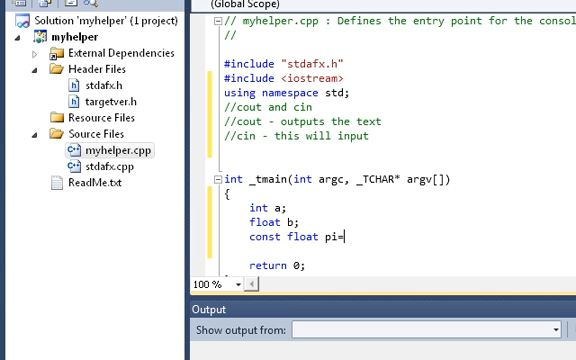 Solution 'myhelper' (1 project)
myhelper
External Dependencies
Header Files
stdafx.h
targetver.h
Resource Files
Source Files
myhelper.cpp
stdafx.cpp
ReadMe.txt
(Global Scope)
// myhelper.cpp : Defines the entry point for the consol
//
#include "stdafx.h"
#include <iostream>
using namespace std;
//cout and cin
//cout - outputs the text
//cin - this will input
int _tmain(int argc, _TCHAR* argv[])
{
int a;
float b;
const float pi=
return 0;
100 %
Output
Show output from: